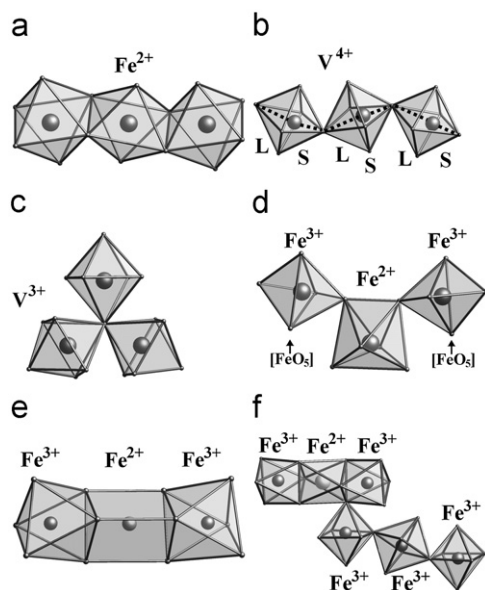 a
Fe2+
b
V4+
L S L S L S
c
V3+
d
Fe3+ Fe3+
Fe2+
[FeO5] [FeO5]
e
Fe3+ Fe2+ Fe3+
f
Fe3+ Fe2+ Fe3+
Fe3+
Fe3+ Fe3+